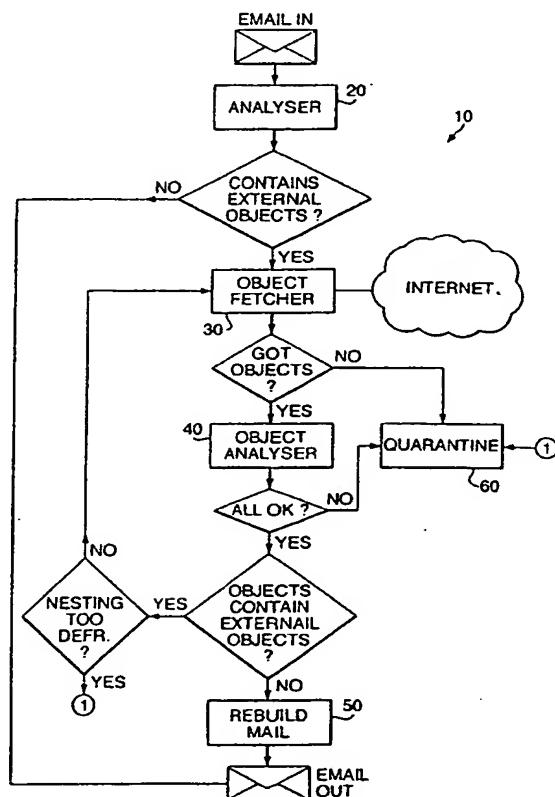 EMAIL IN
ANALYSER
20
10
NO
CONTAINS
EXTERNAL
OBJECTS ?
YES
OBJECT
FETCHER
30
INTERNET.
GOT
OBJECTS
?
NO
YES
40
OBJECT
ANALYSER
QUARANTINE
1
60
ALL OK ?
NO
YES
NO
NESTING
TOO
DEFR.
?
YES
OBJECTS
CONTAIN
EXTERNAIL
OBJECTS
?
YES
1
NO
REBUILD
MAIL
50
EMAIL
OUT